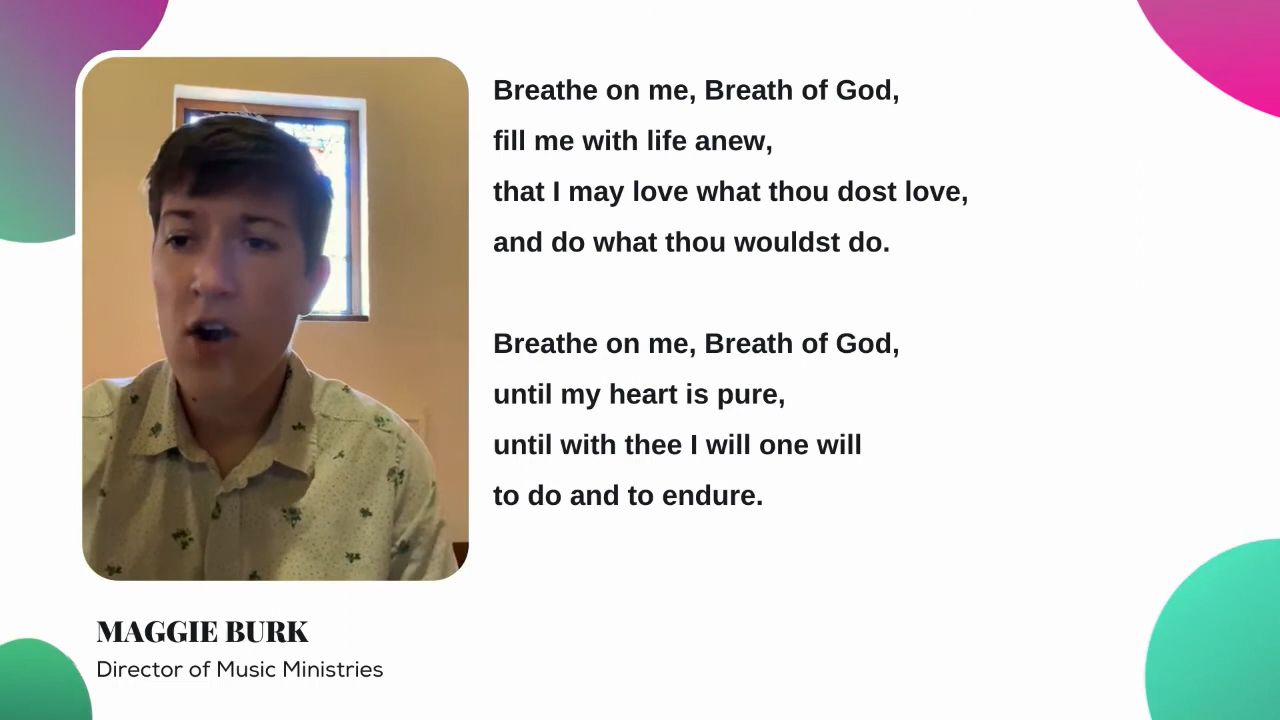 Breathe on me, Breath of God,
fill me with life anew,
that I may love what thou dost love,
and do what thou wouldst do.
Breathe on me, Breath of God,
until my heart is pure,
until with thee I will one will
to do and to endure.
MAGGIE BURK
Director of Music Ministries